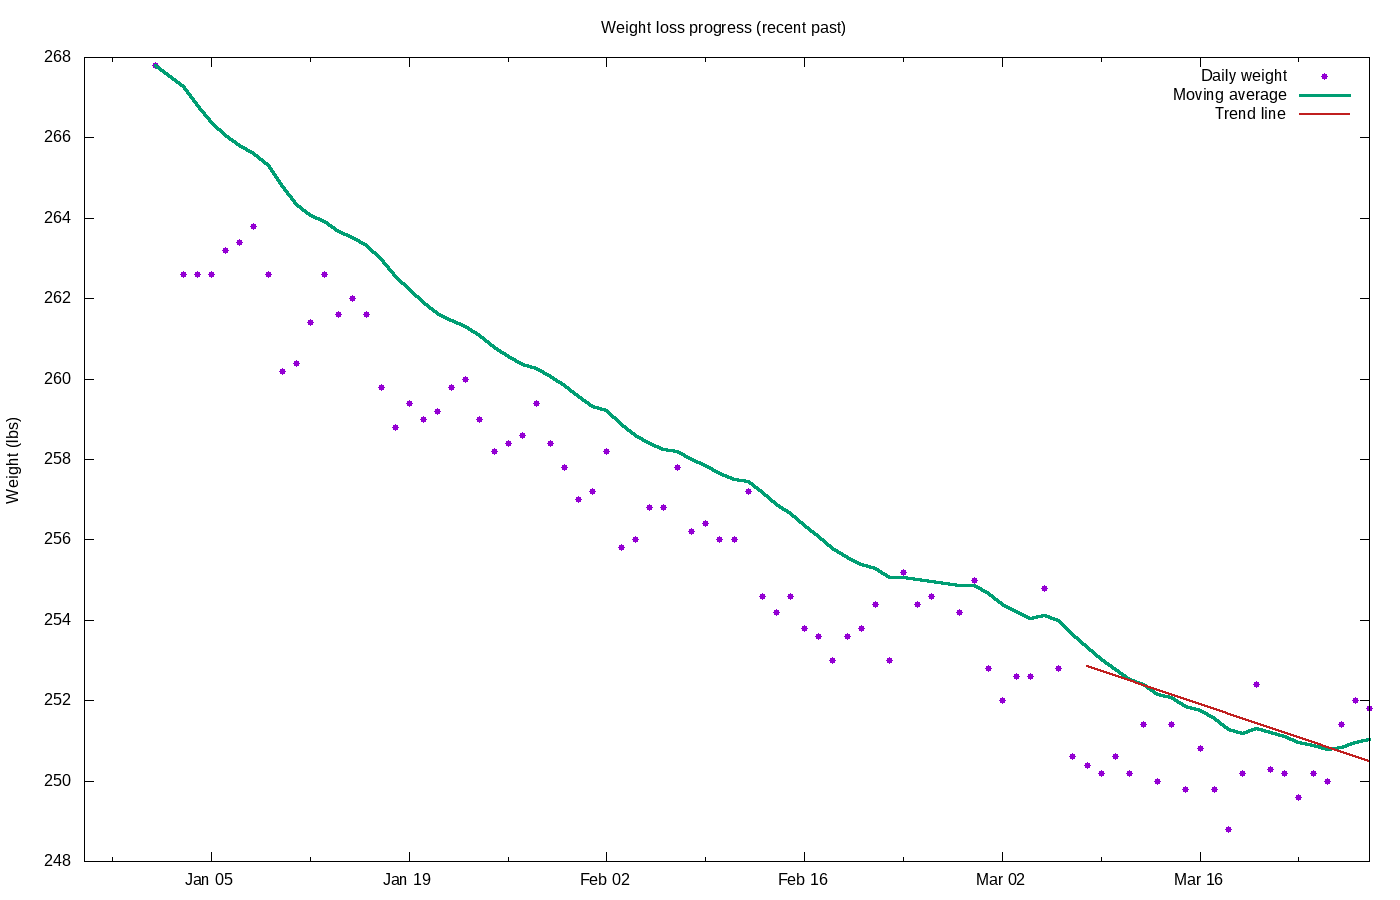 Weight loss progress (recent past)
Daily weight
Moving average
Trend line
268
266
264
262
260
258
256
254
252
250
248
Weight (lbs)
Jan 05 Jan 19 Feb 02 Feb 16 Mar 02 Mar 16